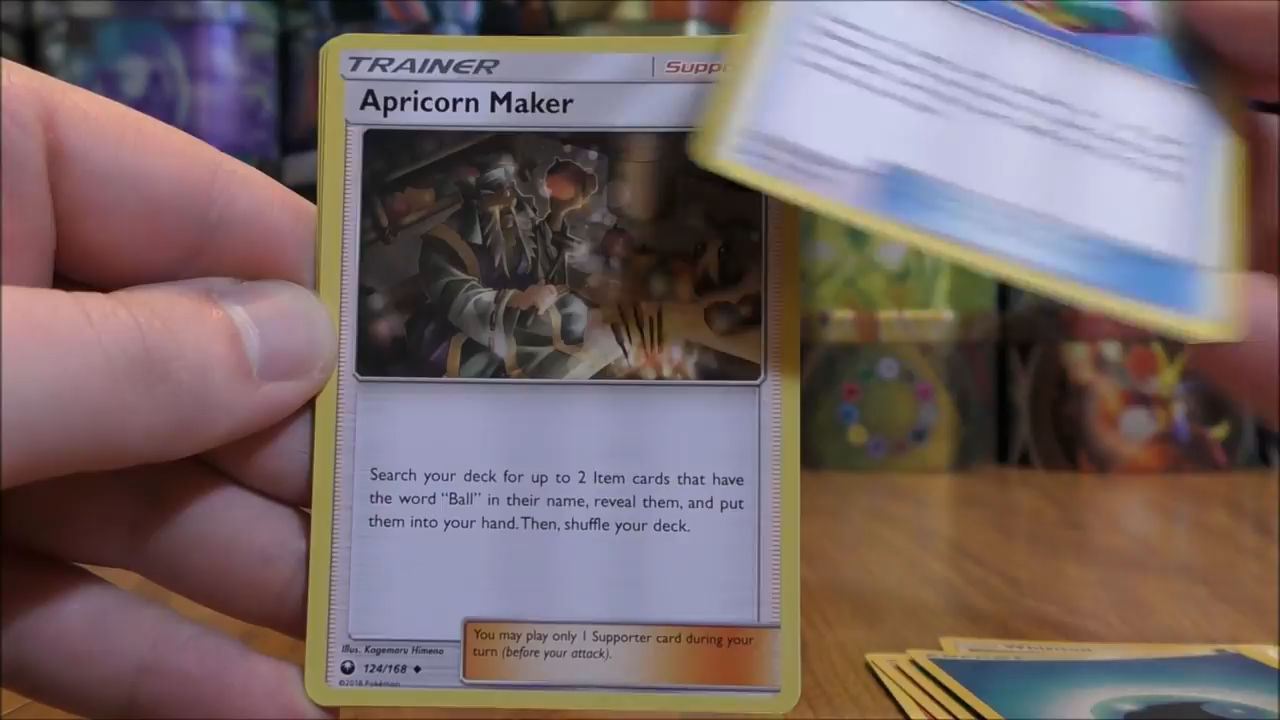 TRAINER
Apricorn Maker
Search your deck for up to 2 Item cards that have
the word “Ball” in their name, reveal them, and put
them into your hand. Then, shuffle your deck.
You may play only 1 Supporter card during your
turn (before your attack).
Illus. Kagemaru Himeno
124/168
©2018 Pokémon